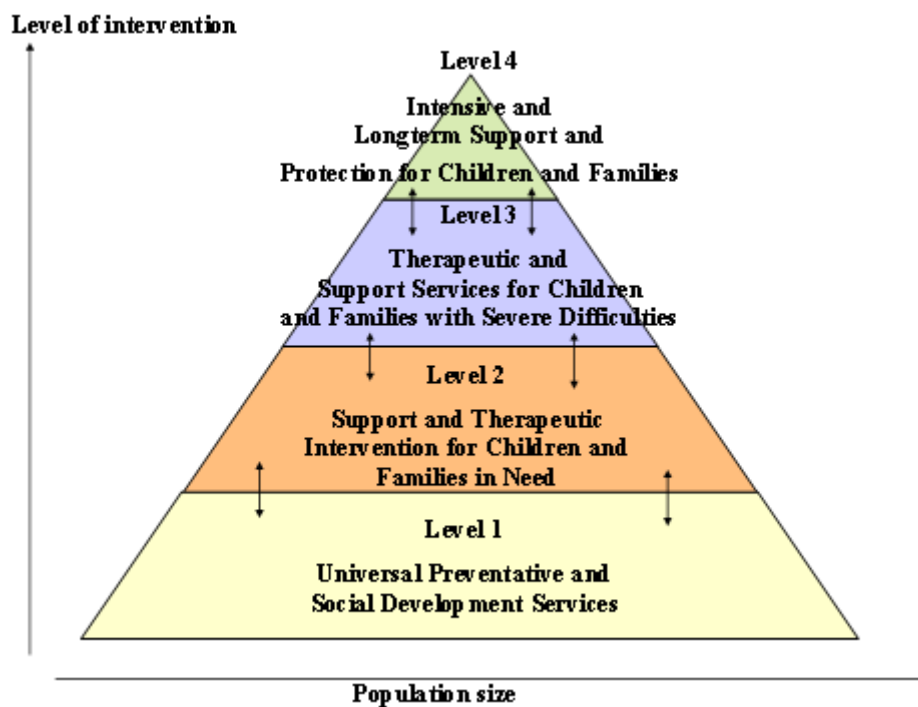 Level of intervention
Level 4
Intensive and
Longterm Support and
Protection for Children and Families
Level 3
Therapeutic and
Support Services for Children
and Families with Severe Difficulties
Level 2
Support and Therapeutic
Intervention for Children and
Families in Need
Level 1
Universal Preventative and
Social Development Services
Population size